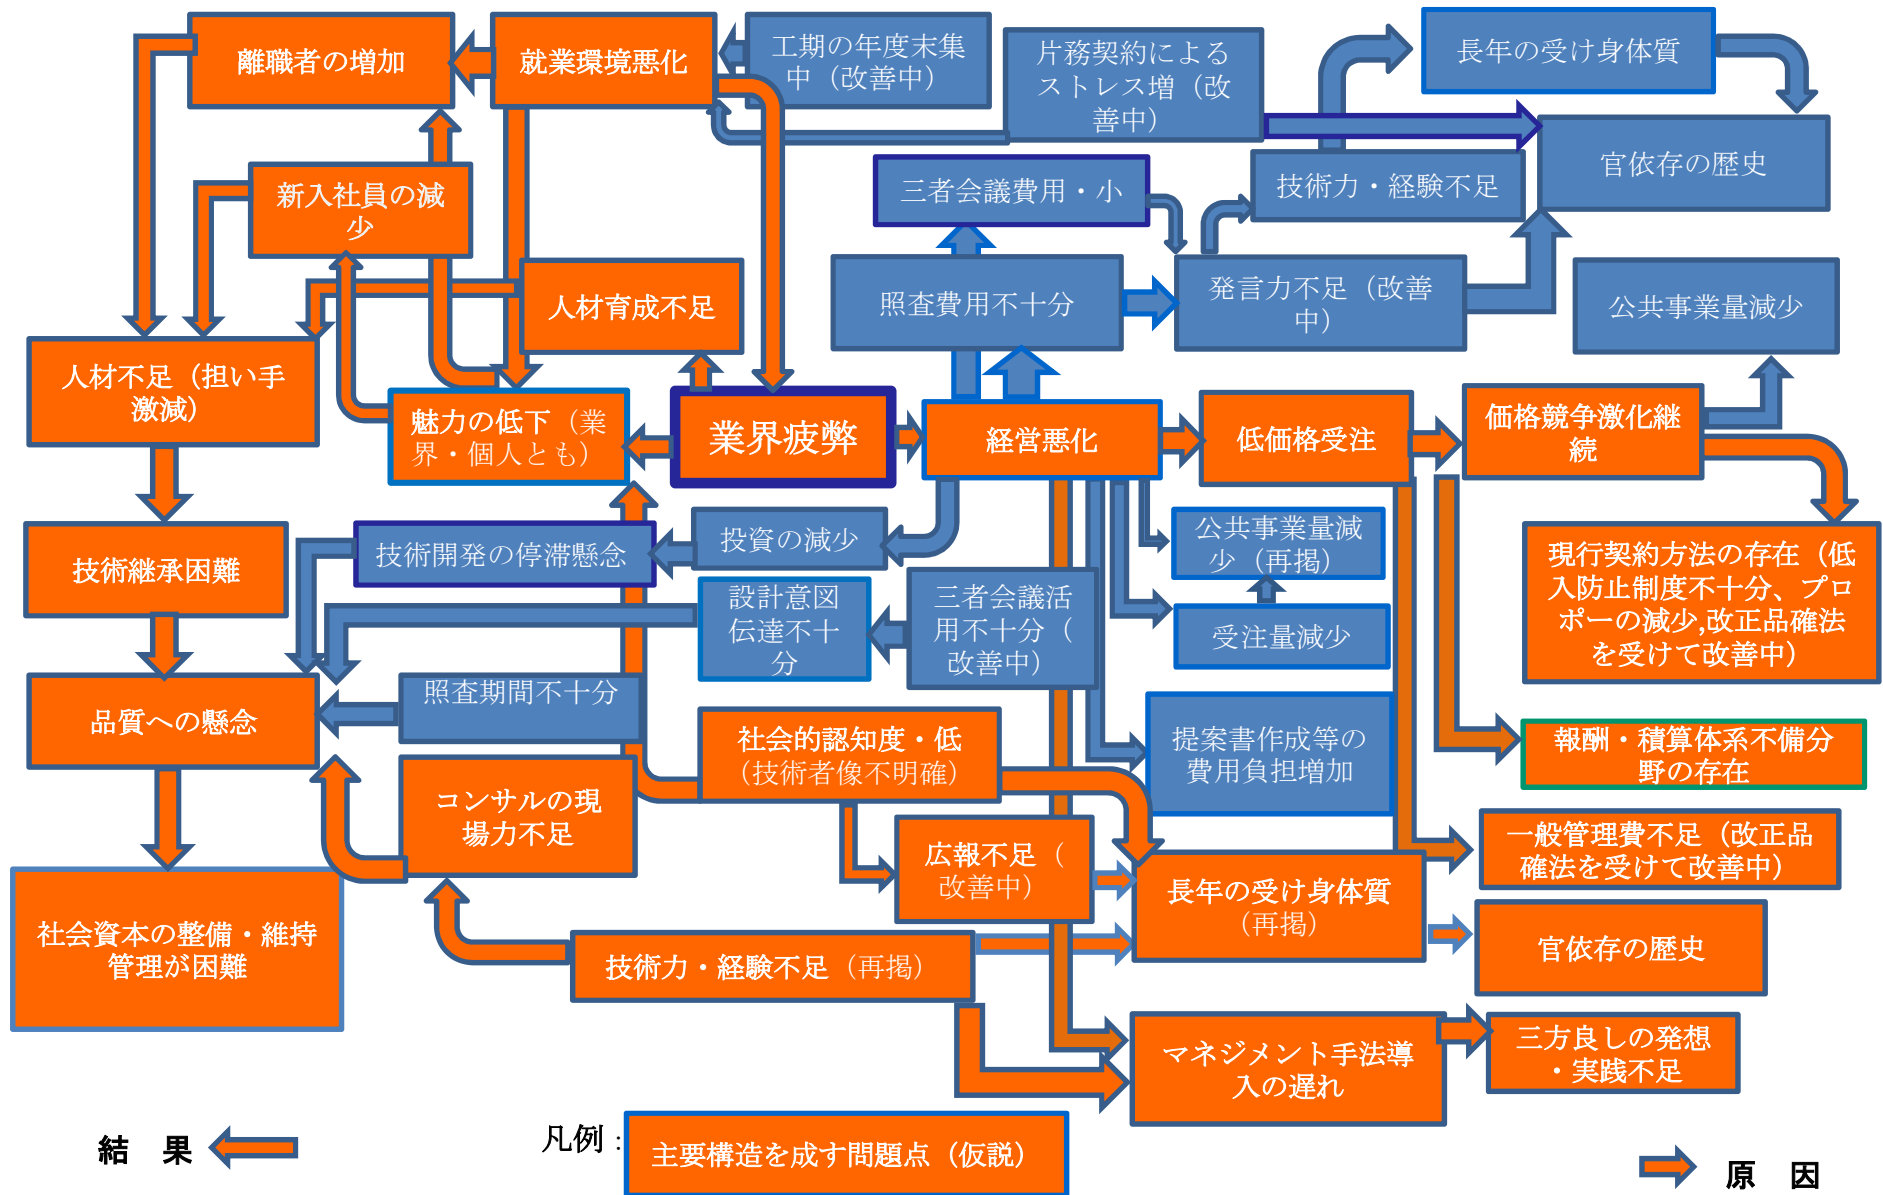 離職者の増加
就業環境悪化
工期の年度末集
中（改善中）
片務契約による
ストレス増（改
善中）
長年の受け身体質
官依存の歴史
新入社員の減
少
三者会議費用・小
技術力・経験不足
人材育成不足
照査費用不十分
発言力不足（改善
中）
公共事業量減少
人材不足（担い手
激減）
魅力の低下（業
界・個人とも）
業界疲弊
経営悪化
低価格受注
価格競争激化継
続
技術継承困難
技術開発の停滞懸念
投資の減少
公共事業量減
少（再掲）
現行契約方法の存在（低
入防止制度不十分、プロ
ポーの減少,改正品確法
を受けて改善中）
設計意図
伝達不十
分
三者会議活
用不十分（
改善中）
受注量減少
品質への懸念
照査期間不十分
社会的認知度・低
（技術者像不明確）
提案書作成等の
費用負担増加
報酬・積算体系不備分
野の存在
コンサルの現
場力不足
広報不足（
改善中）
長年の受け身体質
（再掲）
一般管理費不足（改正品
確法を受けて改善中）
社会資本の整備・維持
管理が困難
技術力・経験不足（再掲）
官依存の歴史
マネジメント手法導
入の遅れ
三方良しの発想
・実践不足
結　果
凡例：
主要構造を成す問題点（仮説）
原　因